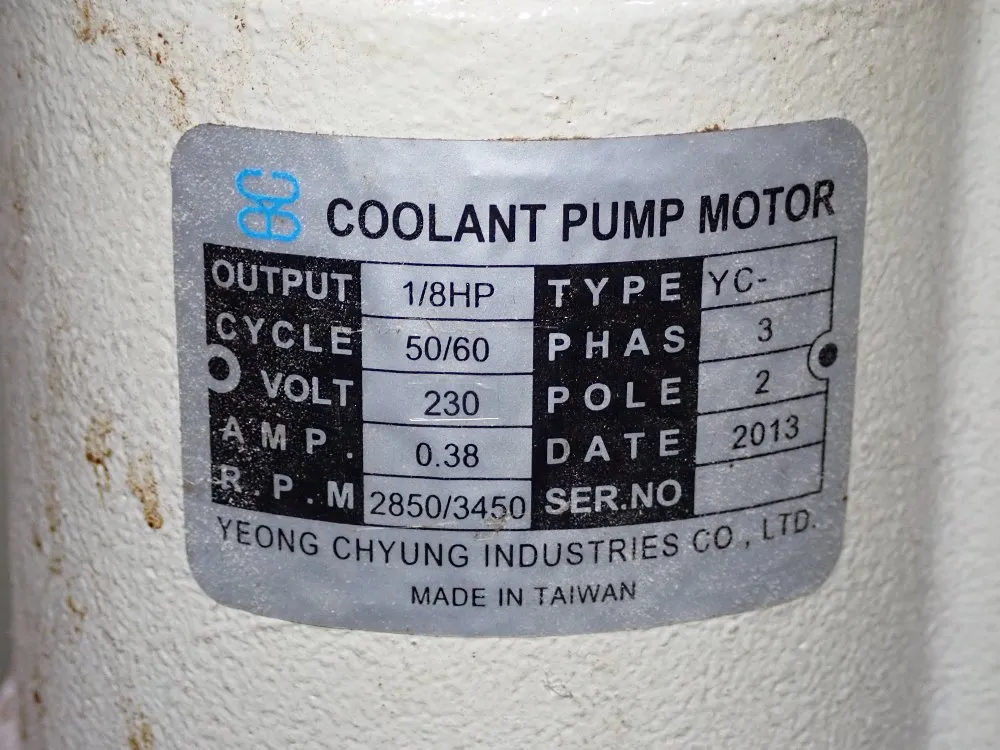 COOLANT PUMP MOTOR
OUTPUT 1/8HP TYPE YC-
CYCLE 50/60 PHAS 3
VOLT 230 POLE 2
AMP. 0.38 DATE 2013
R.P.M 2850/3450 SER.NO
YEONG CHYUNG INDUSTRIES CO., LTD.
MADE IN TAIWAN